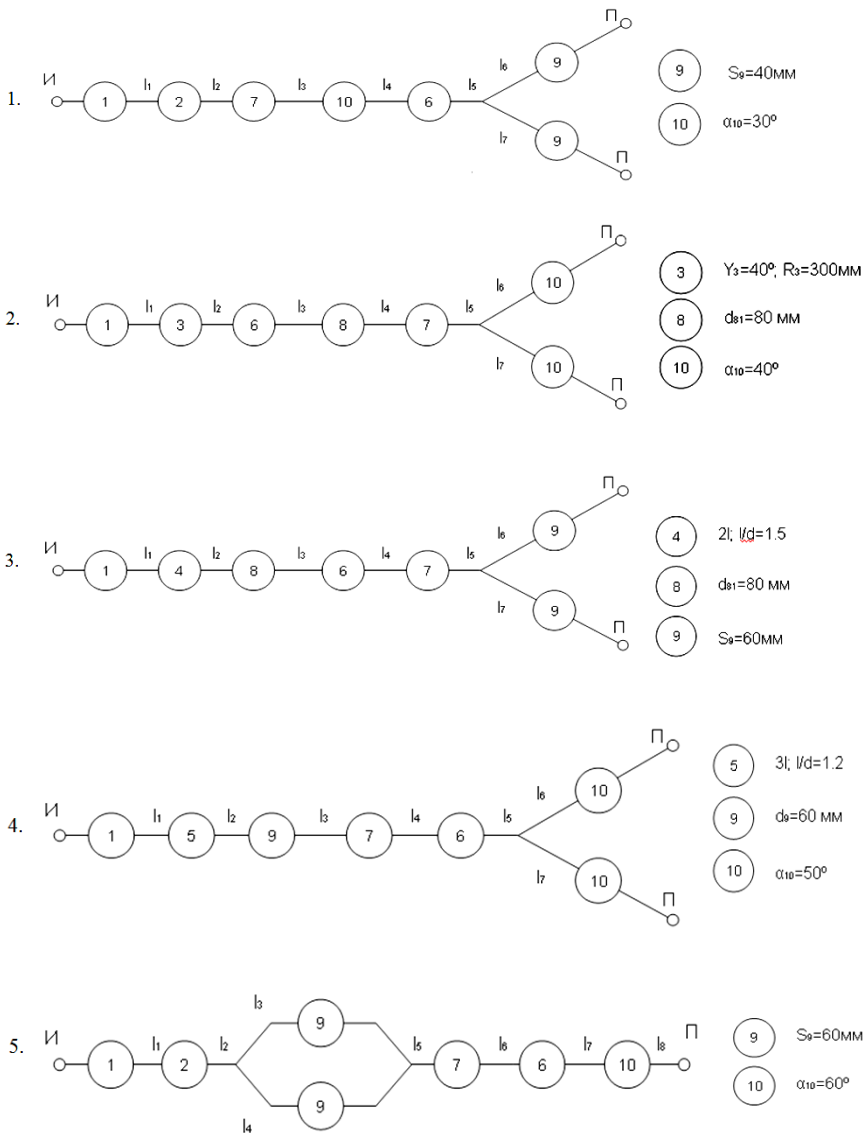 1.
И 1 l₁ 2 l₂ 7 l₃ 10 l₄ 6 l₅
l₆ 9 П
l₇ 9 П
9 S₉=40мм
10 α₁₀=30º
2.
И 1 l₁ 3 l₂ 6 l₃ 8 l₄ 7 l₅
l₆ 10 П
l₇ 10 П
3 Y₃=40º; R₃=300мм
8 d₈₁=80 мм
10 α₁₀=40º
3.
И 1 l₁ 4 l₂ 8 l₃ 6 l₄ 7 l₅
l₆ 9 П
l₇ 9 П
4 2l; l/d=1.5
8 d₈₁=80 мм
9 S₉=60мм
4.
И 1 l₁ 5 l₂ 9 l₃ 7 l₄ 6 l₅
l₆ 10 П
l₇ 10 П
5 3l; l/d=1.2
9 d₉=60 мм
10 α₁₀=50º
5.
И 1 l₁ 2 l₂
l₃ 9
l₄ 9
l₅ 7 l₆ 6 l₇ 10 l₈ П
9 S₉=60мм
10 α₁₀=60º